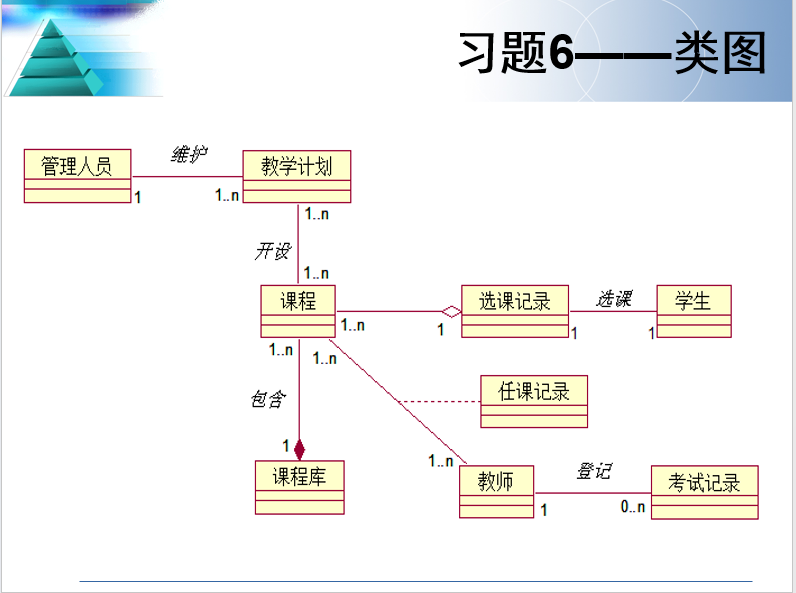 习题6——类图
维护
管理人员
教学计划
1
1..n
1..n
开设
1..n
课程
选课记录
选课
学生
1..n
1
1
1
1..n
1..n
任课记录
包含
1
1..n
课程库
教师
登记
考试记录
1
0..n